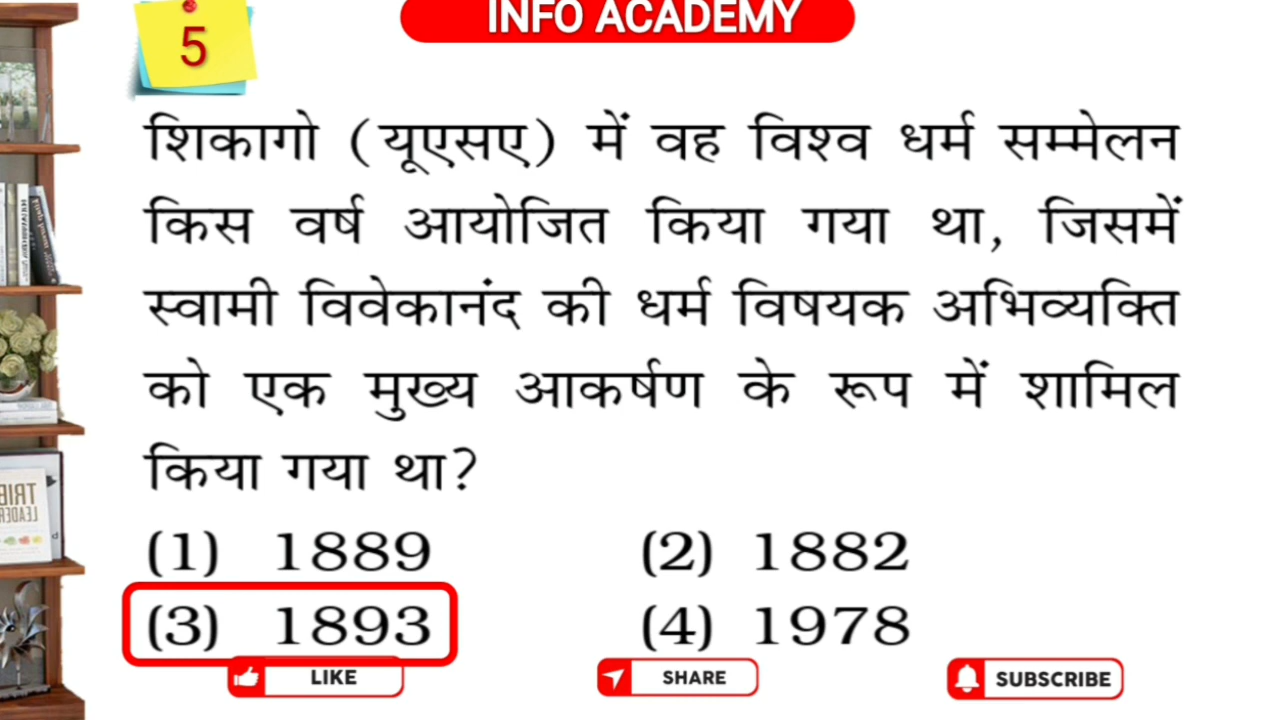 INFO ACADEMY
5
शिकागो (यूएसए) में वह विश्व धर्म सम्मेलन
किस वर्ष आयोजित किया गया था, जिसमें
स्वामी विवेकानंद की धर्म विषयक अभिव्यक्ति
को एक मुख्य आकर्षण के रूप में शामिल
किया गया था?
(1) 1889 (2) 1882
(3) 1893 (4) 1978
LIKE SHARE SUBSCRIBE